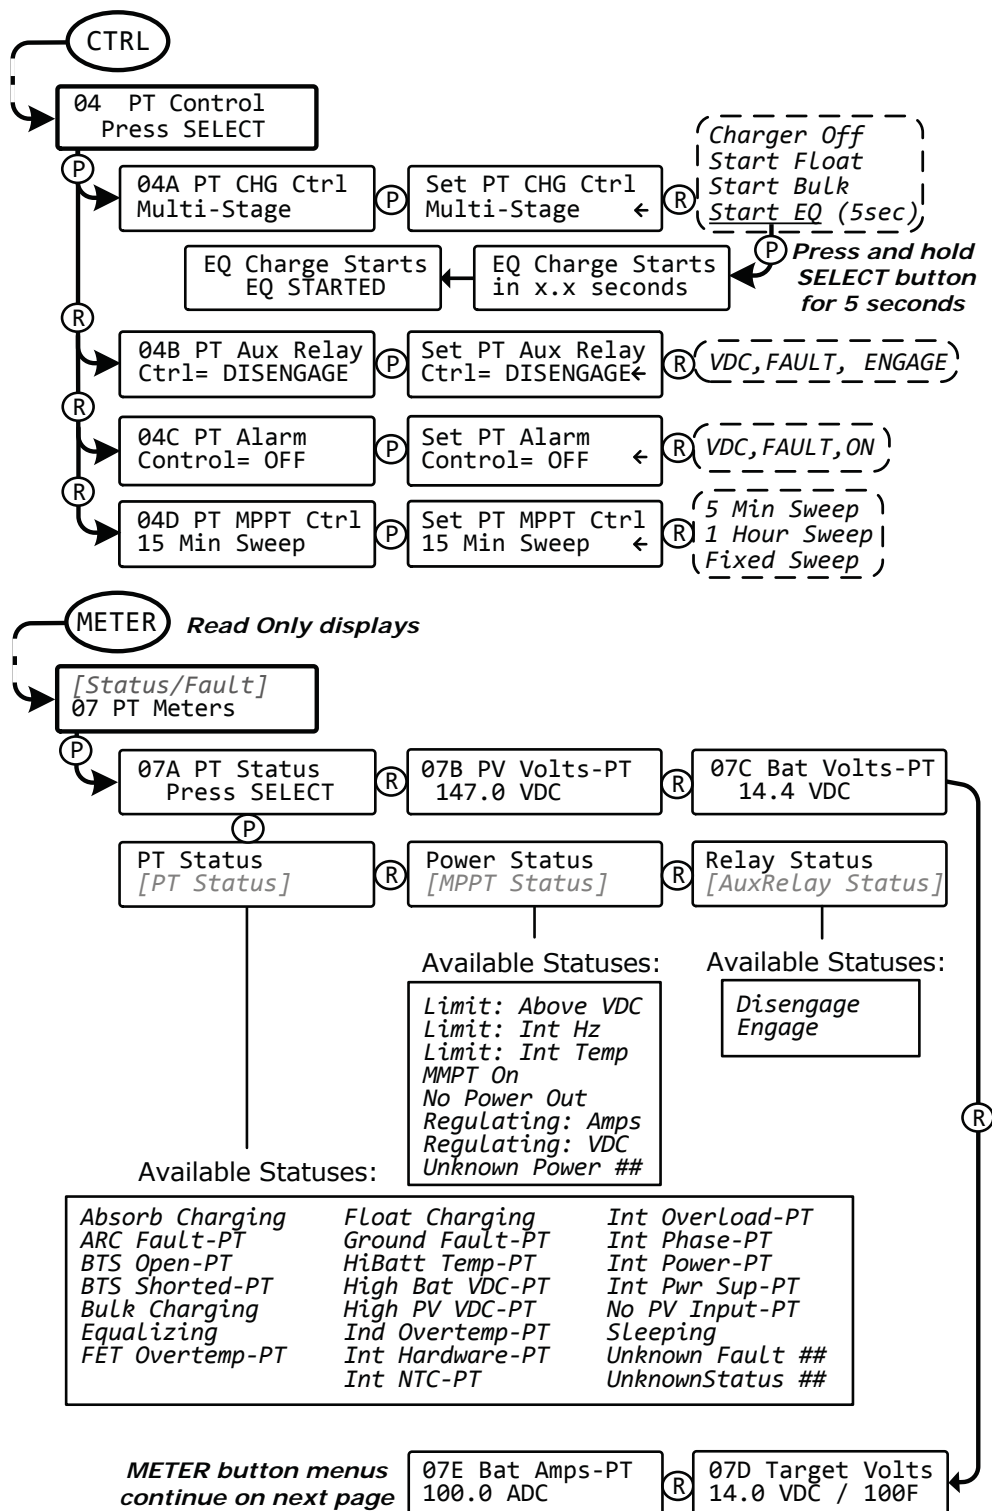 CTRL
04 PT Control
Press SELECT
P
04A PT CHG Ctrl
Multi-Stage
P
Set PT CHG Ctrl
Multi-Stage ←
R
Charger Off
Start Float
Start Bulk
Start EQ (5sec)
P
Press and hold
SELECT button
for 5 seconds
EQ Charge Starts
in x.x seconds
EQ Charge Starts
EQ STARTED
R
04B PT Aux Relay
Ctrl= DISENGAGE
P
Set PT Aux Relay
Ctrl= DISENGAGE←
R
VDC,FAULT, ENGAGE
R
04C PT Alarm
Control= OFF
P
Set PT Alarm
Control= OFF ←
R
VDC,FAULT,ON
R
04D PT MPPT Ctrl
15 Min Sweep
P
Set PT MPPT Ctrl
15 Min Sweep ←
R
5 Min Sweep
1 Hour Sweep
Fixed Sweep
METER
Read Only displays
[Status/Fault]
07 PT Meters
P
07A PT Status
Press SELECT
R
07B PV Volts-PT
147.0 VDC
R
07C Bat Volts-PT
14.4 VDC
P
PT Status
[PT Status]
R
Power Status
[MPPT Status]
R
Relay Status
[AuxRelay Status]
Available Statuses:
Limit: Above VDC
Limit: Int Hz
Limit: Int Temp
MMPT On
No Power Out
Regulating: Amps
Regulating: VDC
Unknown Power ##
Available Statuses:
Disengage
Engage
R
Available Statuses:
Absorb Charging
ARC Fault-PT
BTS Open-PT
BTS Shorted-PT
Bulk Charging
Equalizing
FET Overtemp-PT
Float Charging
Ground Fault-PT
HiBatt Temp-PT
High Bat VDC-PT
High PV VDC-PT
Ind Overtemp-PT
Int Hardware-PT
Int NTC-PT
Int Overload-PT
Int Phase-PT
Int Power-PT
Int Pwr Sup-PT
No PV Input-PT
Sleeping
Unknown Fault ##
UnknownStatus ##
METER button menus
continue on next page
07E Bat Amps-PT
100.0 ADC
R
07D Target Volts
14.0 VDC / 100F